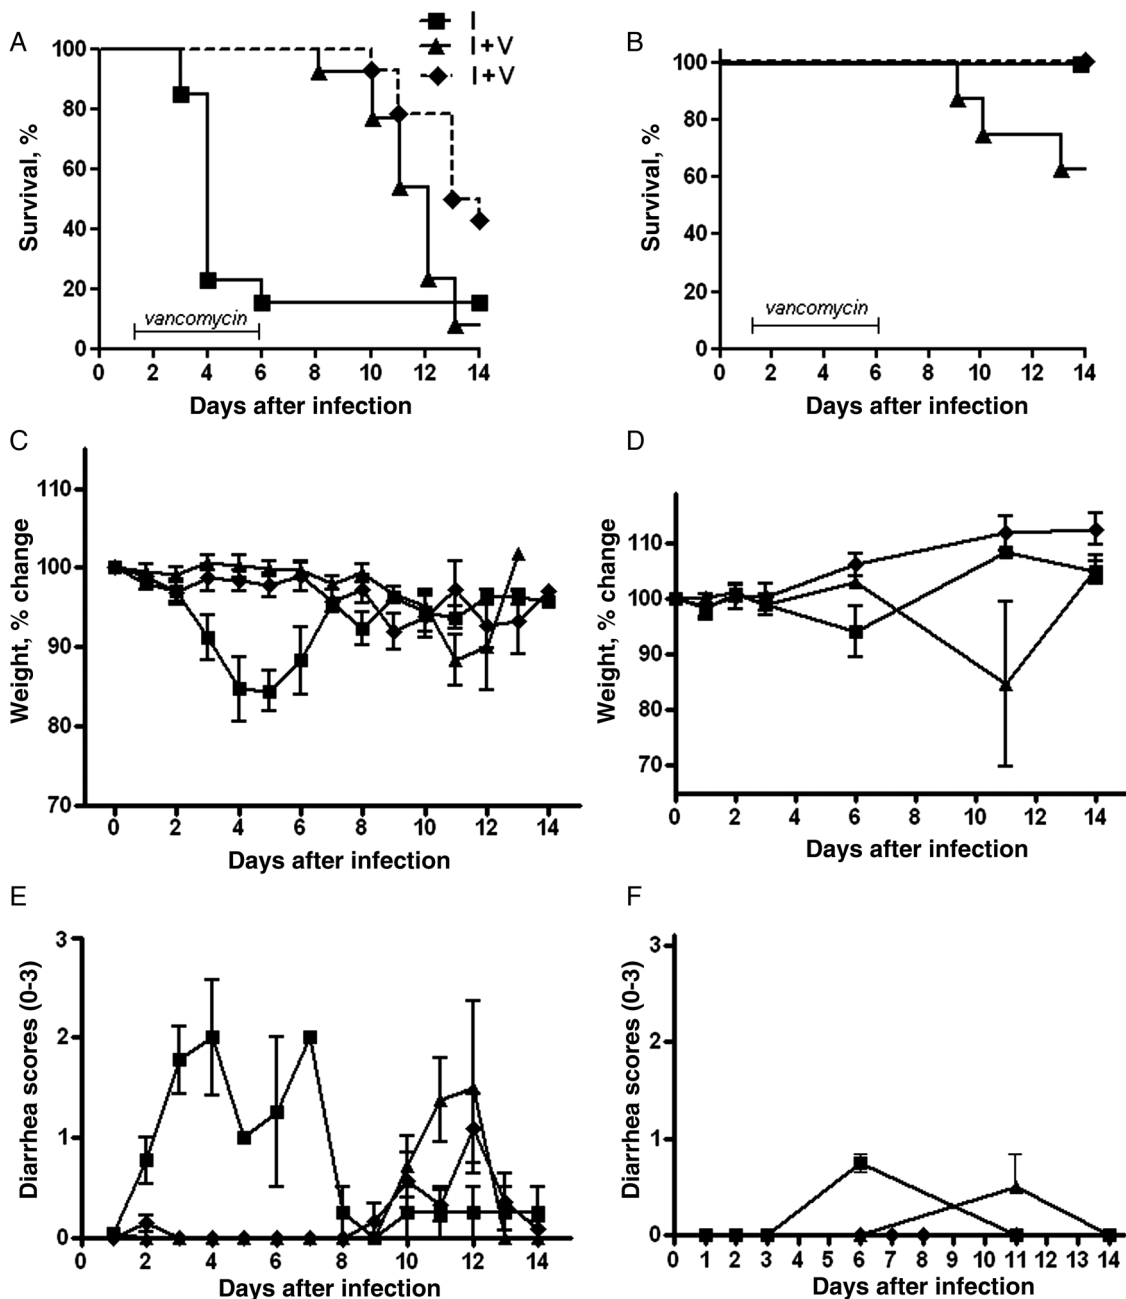 A
I
I+V
I+V
100
80
60
40
20
0
Survival, %
vancomycin
0 2 4 6 8 10 12 14
Days after infection
B
100
80
60
40
20
0
Survival, %
vancomycin
0 2 4 6 8 10 12 14
Days after infection
C
110
100
90
80
70
Weight, % change
0 2 4 6 8 10 12 14
Days after infection
D
110
100
90
80
70
Weight, % change
0 2 4 4 6 8 10 12 14
Days after infection
E
3
2
1
0
Diarrhea scores (0-3)
0 2 4 6 8 10 12 14
Days after infection
F
3
2
1
0
Diarrhea scores (0-3)
0 1 2 3 4 5 6 7 8 9 10 11 12 13 14
Days after infection